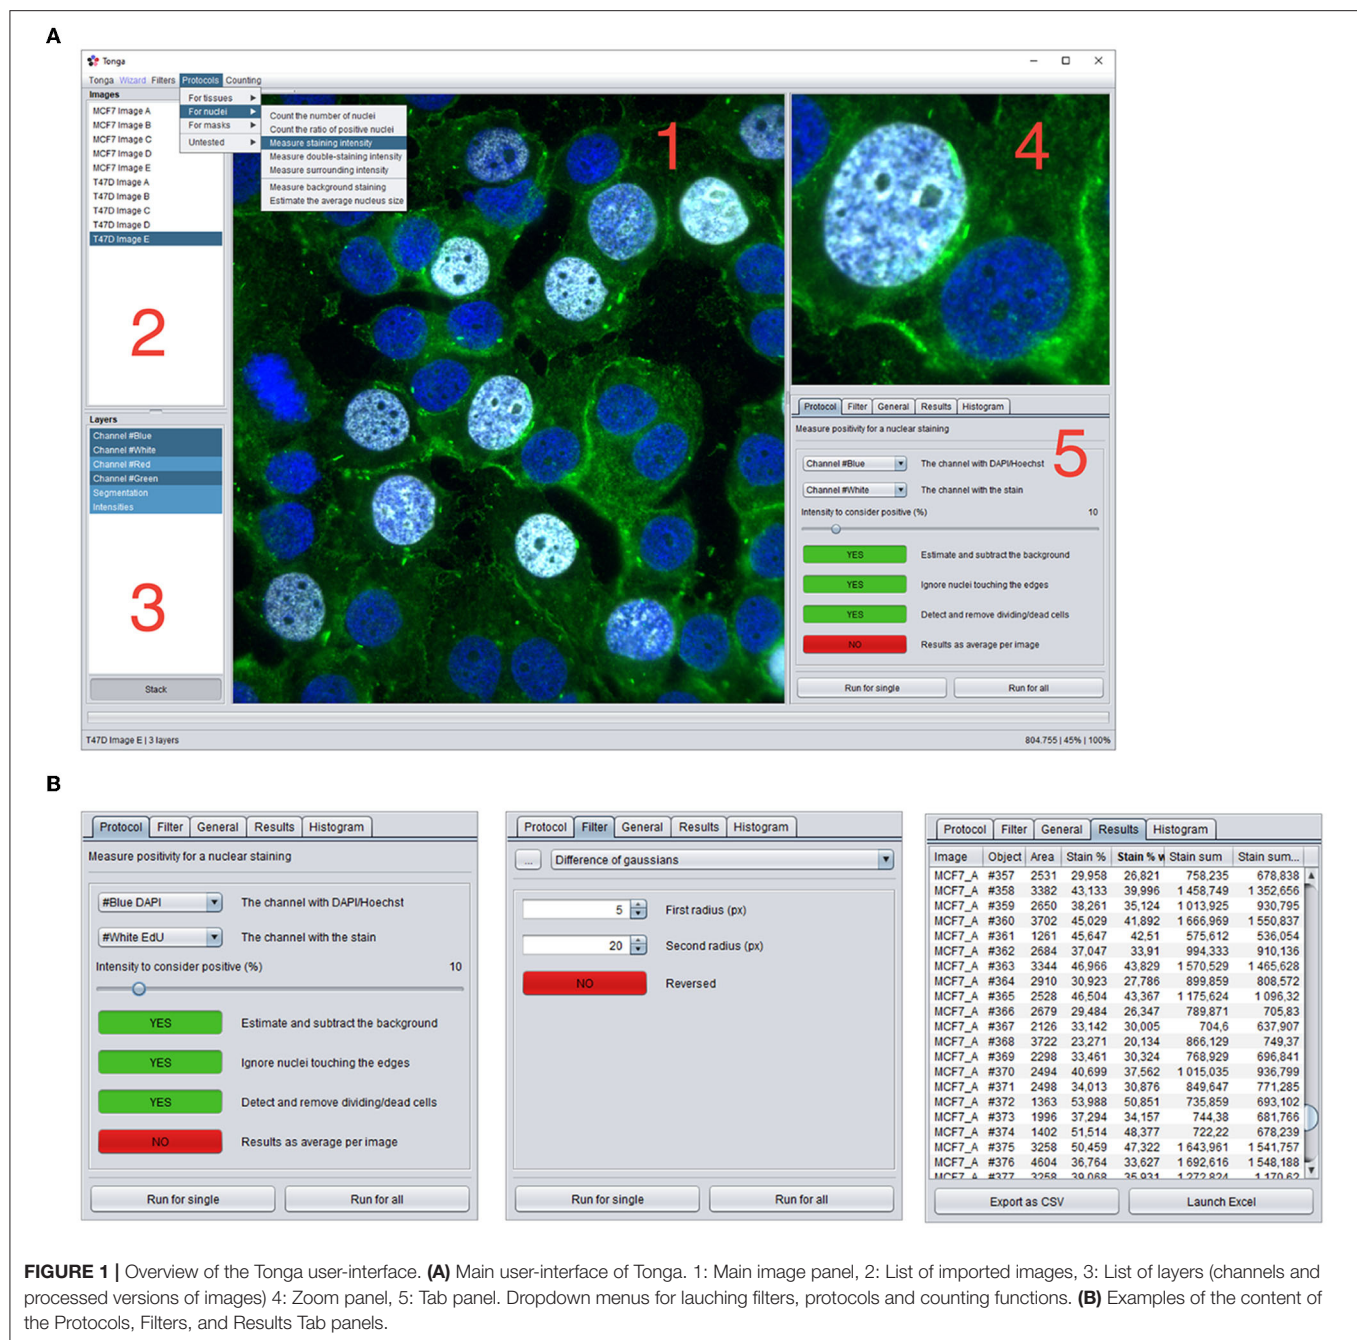 A
Tonga
Tonga Wizard Filters Protocols Counting
Images
MCF7 Image A
MCF7 Image B
MCF7 Image C
MCF7 Image D
MCF7 Image E
T47D Image A
T47D Image B
T47D Image C
T47D Image D
T47D Image E
For tissues
For nuclei
For masks
Untested
Count the number of nuclei
Count the ratio of positive nuclei
Measure staining intensity
Measure double-staining intensity
Measure surrounding intensity
Measure background staining
Estimate the average nucleus size
1
4
2
Layers
Channel #Blue
Channel #White
Channel #Red
Channel #Green
Segmentation
Intensities
3
Stack
Protocol Filter General Results Histogram
Measure positivity for a nuclear staining
5
Channel #Blue The channel with DAPI/Hoechst
Channel #White The channel with the stain
Intensity to consider positive (%) 10
YES Estimate and subtract the background
YES Ignore nuclei touching the edges
YES Detect and remove dividing/dead cells
NO Results as average per image
Run for single Run for all
T47D Image E | 3 layers 804.755 | 45% | 100%
B
Protocol Filter General Results Histogram
Measure positivity for a nuclear staining
#Blue DAPI The channel with DAPI/Hoechst
#White EdU The channel with the stain
Intensity to consider positive (%) 10
YES Estimate and subtract the background
YES Ignore nuclei touching the edges
YES Detect and remove dividing/dead cells
NO Results as average per image
Run for single Run for all
Protocol Filter General Results Histogram
... Difference of gaussians
5 First radius (px)
20 Second radius (px)
NO Reversed
Run for single Run for all
Protocol Filter General Results Histogram
Image Object Area Stain % Stain % w Stain sum Stain sum...
MCF7_A #357 2531 29,958 26,821 758,235 678,838
MCF7_A #358 3382 43,133 39,996 1 458,749 1 352,656
MCF7_A #359 2650 38,261 35,124 1 013,925 930,795
MCF7_A #360 3702 45,029 41,892 1 666,969 1 550,837
MCF7_A #361 1261 45,647 42,51 575,612 536,054
MCF7_A #362 2684 37,047 33,91 994,333 910,136
MCF7_A #363 3344 46,966 43,829 1 570,529 1 465,628
MCF7_A #364 2910 30,923 27,786 899,859 808,572
MCF7_A #365 2528 46,504 43,367 1 175,624 1 096,32
MCF7_A #366 2679 29,484 26,347 789,871 705,83
MCF7_A #367 2126 33,142 30,005 704,6 637,907
MCF7_A #368 3722 23,271 20,134 866,129 749,37
MCF7_A #369 2298 33,461 30,324 768,929 696,841
MCF7_A #370 2494 40,699 37,562 1 015,035 936,799
MCF7_A #371 2498 34,013 30,876 849,647 771,285
MCF7_A #372 1363 53,988 50,851 735,859 693,102
MCF7_A #373 1996 37,294 34,157 744,38 681,766
MCF7_A #374 1402 51,514 48,377 722,22 678,239
MCF7_A #375 3258 50,459 47,322 1 643,961 1 541,757
MCF7_A #376 4604 36,764 33,627 1 692,616 1 548,188
MCF7_A #377 3258 39,068 35,931 1 272,824 1 170,62
Export as CSV Launch Excel
FIGURE 1 | Overview of the Tonga user-interface. (A) Main user-interface of Tonga. 1: Main image panel, 2: List of imported images, 3: List of layers (channels and
processed versions of images) 4: Zoom panel, 5: Tab panel. Dropdown menus for lauching filters, protocols and counting functions. (B) Examples of the content of
the Protocols, Filters, and Results Tab panels.